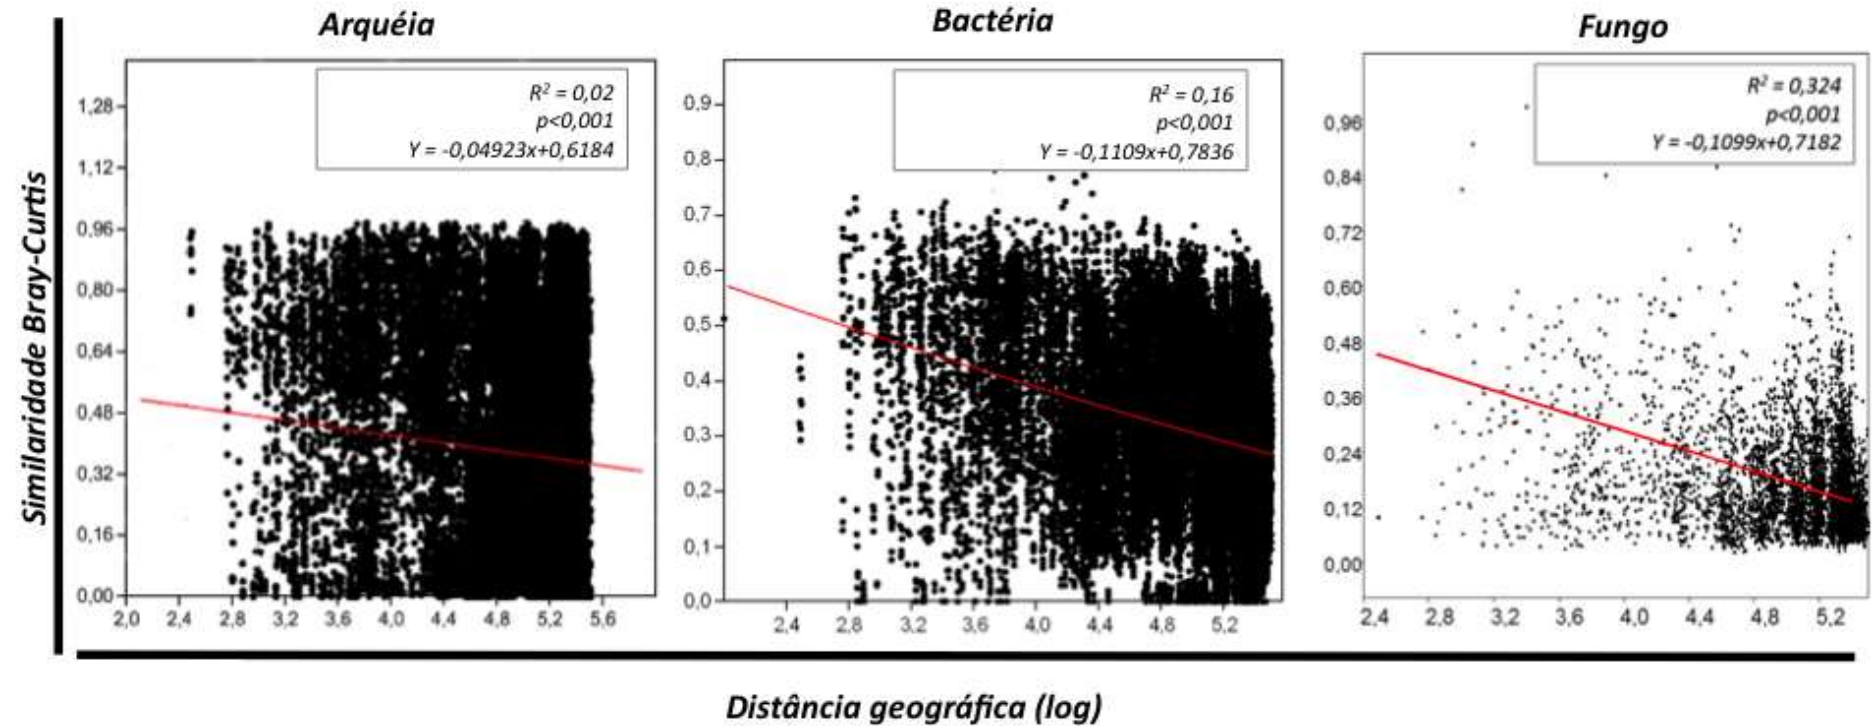 Arquéia
Bactéria
Fungo
R² = 0,02
p<0,001
Y = -0,04923x+0,6184
R² = 0,16
p<0,001
Y = -0,1109x+0,7836
R² = 0,324
p<0,001
Y = -0,1099x+0,7182
Similaridade Bray-Curtis
1,28
1,12
0,96
0,80
0,64
0,48
0,32
0,16
0,00
2,0 2,4 2,8 3,2 3,6 4,0 4,4 4,8 5,2 5,6
0.9
0.8
0.7
0.6
0.5
0.4
0.3
0.2
0.1
0.0
2,4 2,8 3,2 3,6 4,0 4,4 4,8 5,2
0,96
0,84
0,72
0,60
0,48
0,36
0,24
0,12
0,00
2,4 2,8 3,2 3,6 4,0 4,4 4,8 5,2
Distância geográfica (log)